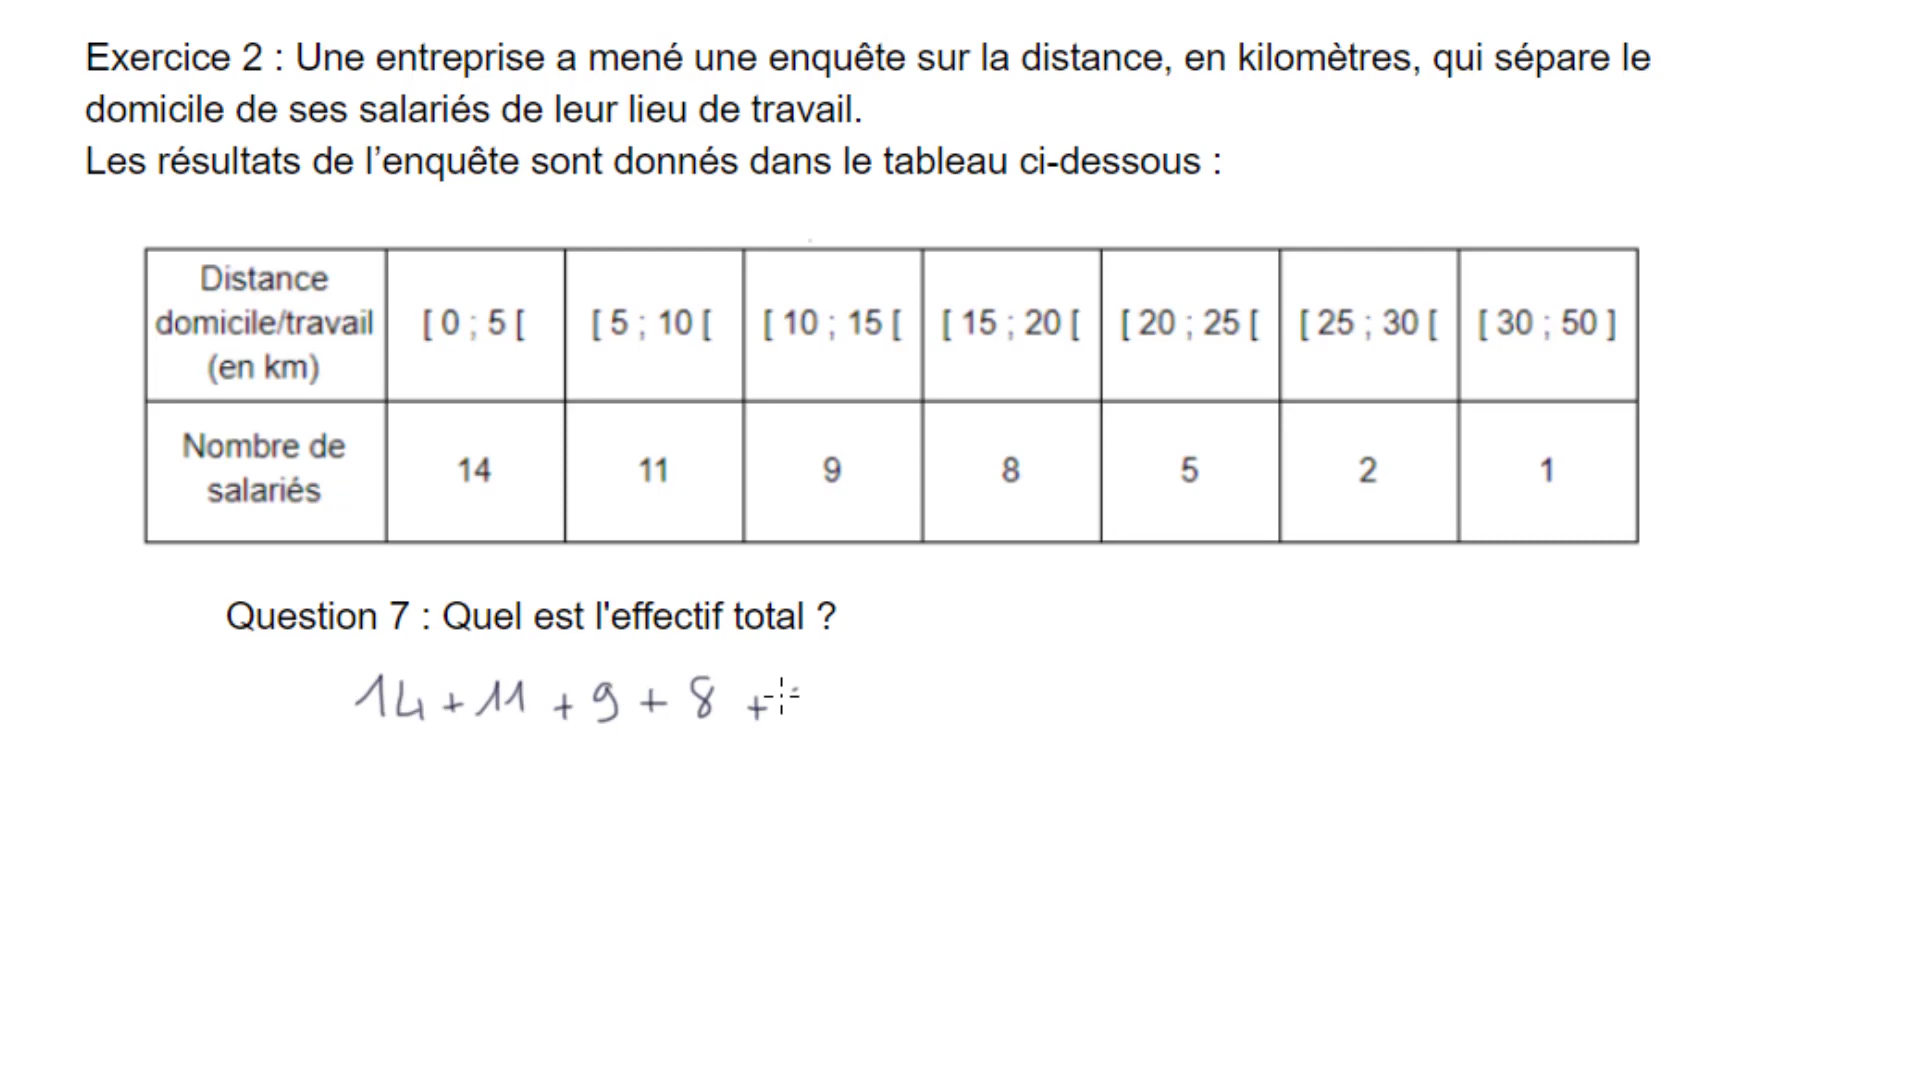 Exercice 2 : Une entreprise a mené une enquête sur la distance, en kilomètres, qui sépare le
domicile de ses salariés de leur lieu de travail.
Les résultats de l’enquête sont donnés dans le tableau ci-dessous :
Distance
domicile/travail
(en km)
[ 0 ; 5 [
[ 5 ; 10 [
[ 10 ; 15 [
[ 15 ; 20 [
[ 20 ; 25 [
[ 25 ; 30 [
[ 30 ; 50 ]
Nombre de
salariés
14
11
9
8
5
2
1
Question 7 : Quel est l'effectif total ?
14 + 11 + 9 + 8 +